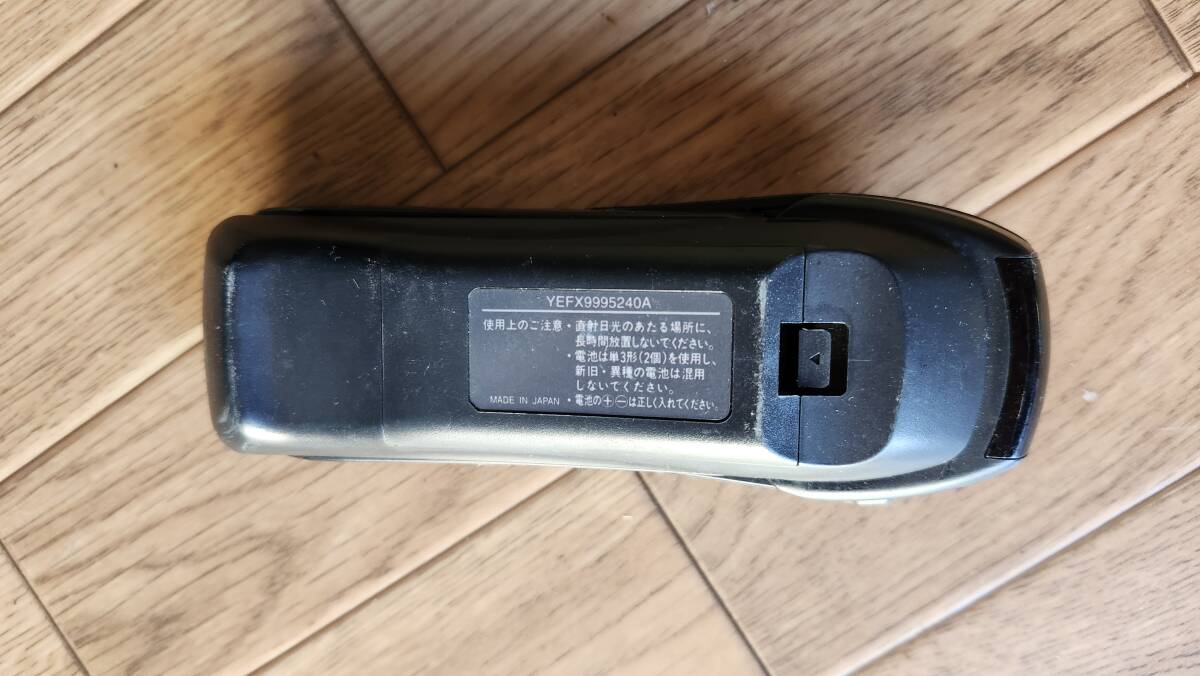 YEFX9995240A
使用上のご注意・直射日光のあたる場所に、
長時間放置しないでください。
・電池は単3形(2個)を使用し、
新旧・異種の電池は混用
しないでください。
MADE IN JAPAN ・電池の⊕⊖は正しく入れてください。